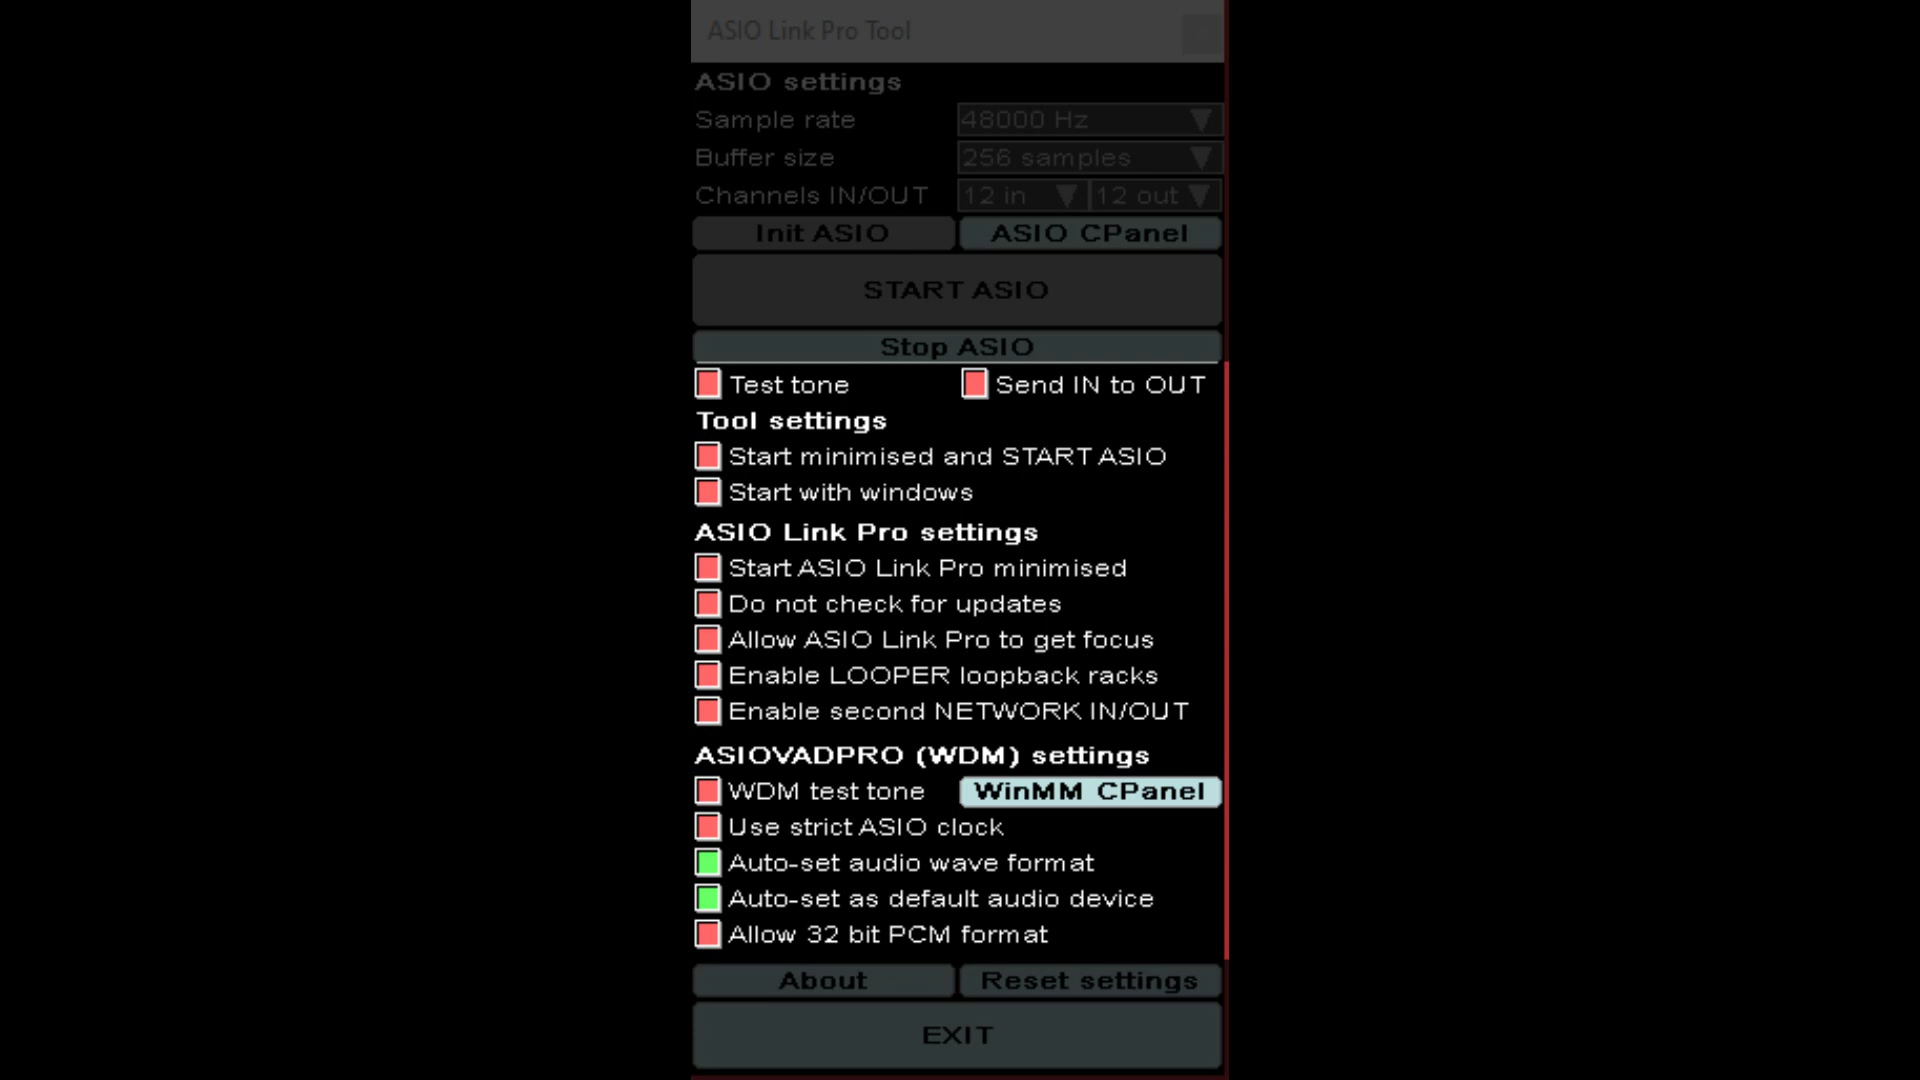 ASIO Link Pro Tool
ASIO settings
Sample rate 48000 Hz
Buffer size 256 samples
Channels IN/OUT 12 in 12 out
Init ASIO ASIO CPanel
START ASIO
Stop ASIO
Test tone Send IN to OUT
Tool settings
Start minimised and START ASIO
Start with windows
ASIO Link Pro settings
Start ASIO Link Pro minimised
Do not check for updates
Allow ASIO Link Pro to get focus
Enable LOOPER loopback racks
Enable second NETWORK IN/OUT
ASIOVADPRO (WDM) settings
WDM test tone WinMM CPanel
Use strict ASIO clock
Auto-set audio wave format
Auto-set as default audio device
Allow 32 bit PCM format
About Reset settings
EXIT